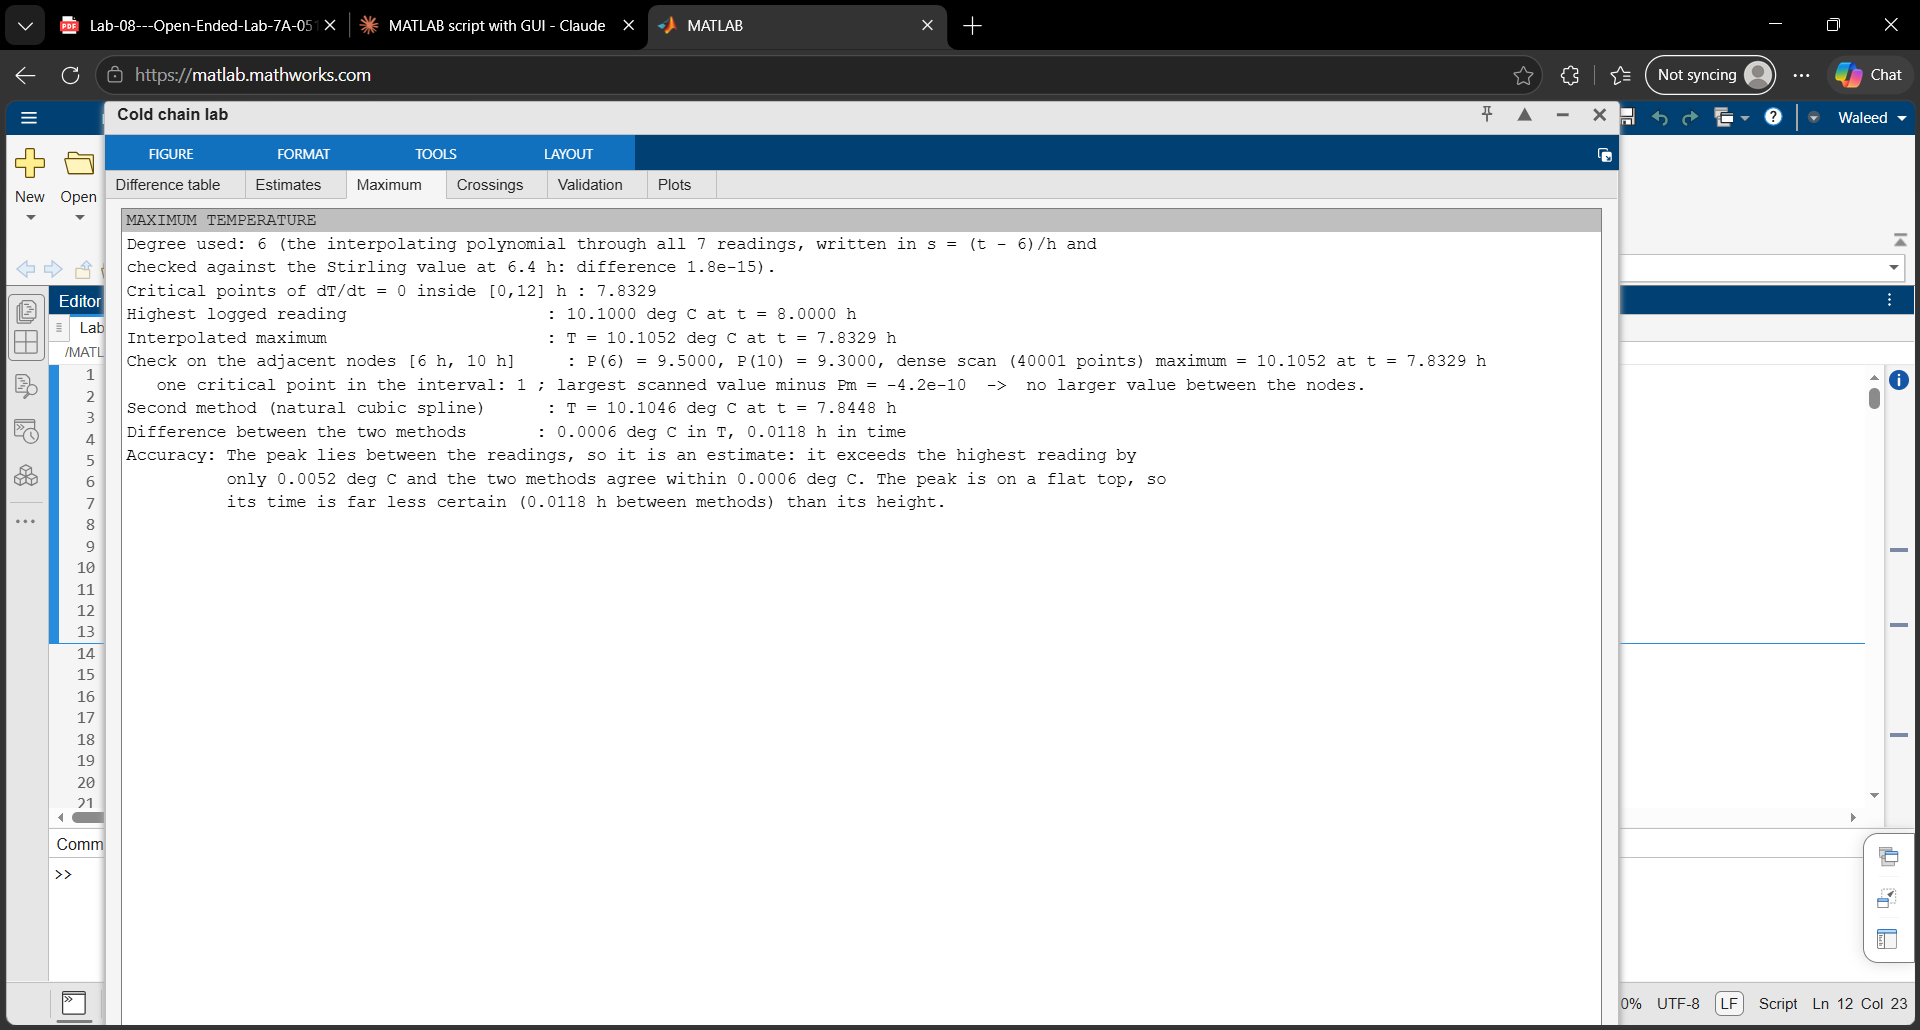 Lab-08---Open-Ended-Lab-7A-051
MATLAB script with GUI - Claude
MATLAB
https://matlab.mathworks.com
Not syncing
Chat
Cold chain lab
Waleed
FIGURE FORMAT TOOLS LAYOUT
New
Open
Difference table Estimates Maximum Crossings Validation Plots
MAXIMUM TEMPERATURE
Degree used: 6 (the interpolating polynomial through all 7 readings, written in s = (t - 6)/h and
checked against the Stirling value at 6.4 h: difference 1.8e-15).
Critical points of dT/dt = 0 inside [0,12] h : 7.8329
Highest logged reading : 10.1000 deg C at t = 8.0000 h
Interpolated maximum : T = 10.1052 deg C at t = 7.8329 h
Check on the adjacent nodes [6 h, 10 h] : P(6) = 9.5000, P(10) = 9.3000, dense scan (40001 points) maximum = 10.1052 at t = 7.8329 h
one critical point in the interval: 1 ; largest scanned value minus Pm = -4.2e-10 -> no larger value between the nodes.
Second method (natural cubic spline) : T = 10.1046 deg C at t = 7.8448 h
Difference between the two methods : 0.0006 deg C in T, 0.0118 h in time
Accuracy: The peak lies between the readings, so it is an estimate: it exceeds the highest reading by
only 0.0052 deg C and the two methods agree within 0.0006 deg C. The peak is on a flat top, so
its time is far less certain (0.0118 h between methods) than its height.
Editor
Lab
/MATL
1
2
3
4
5
6
7
8
9
10
11
12
13
14
15
16
17
18
19
20
21
Comm
>>
0% UTF-8 LF Script Ln 12 Col 23